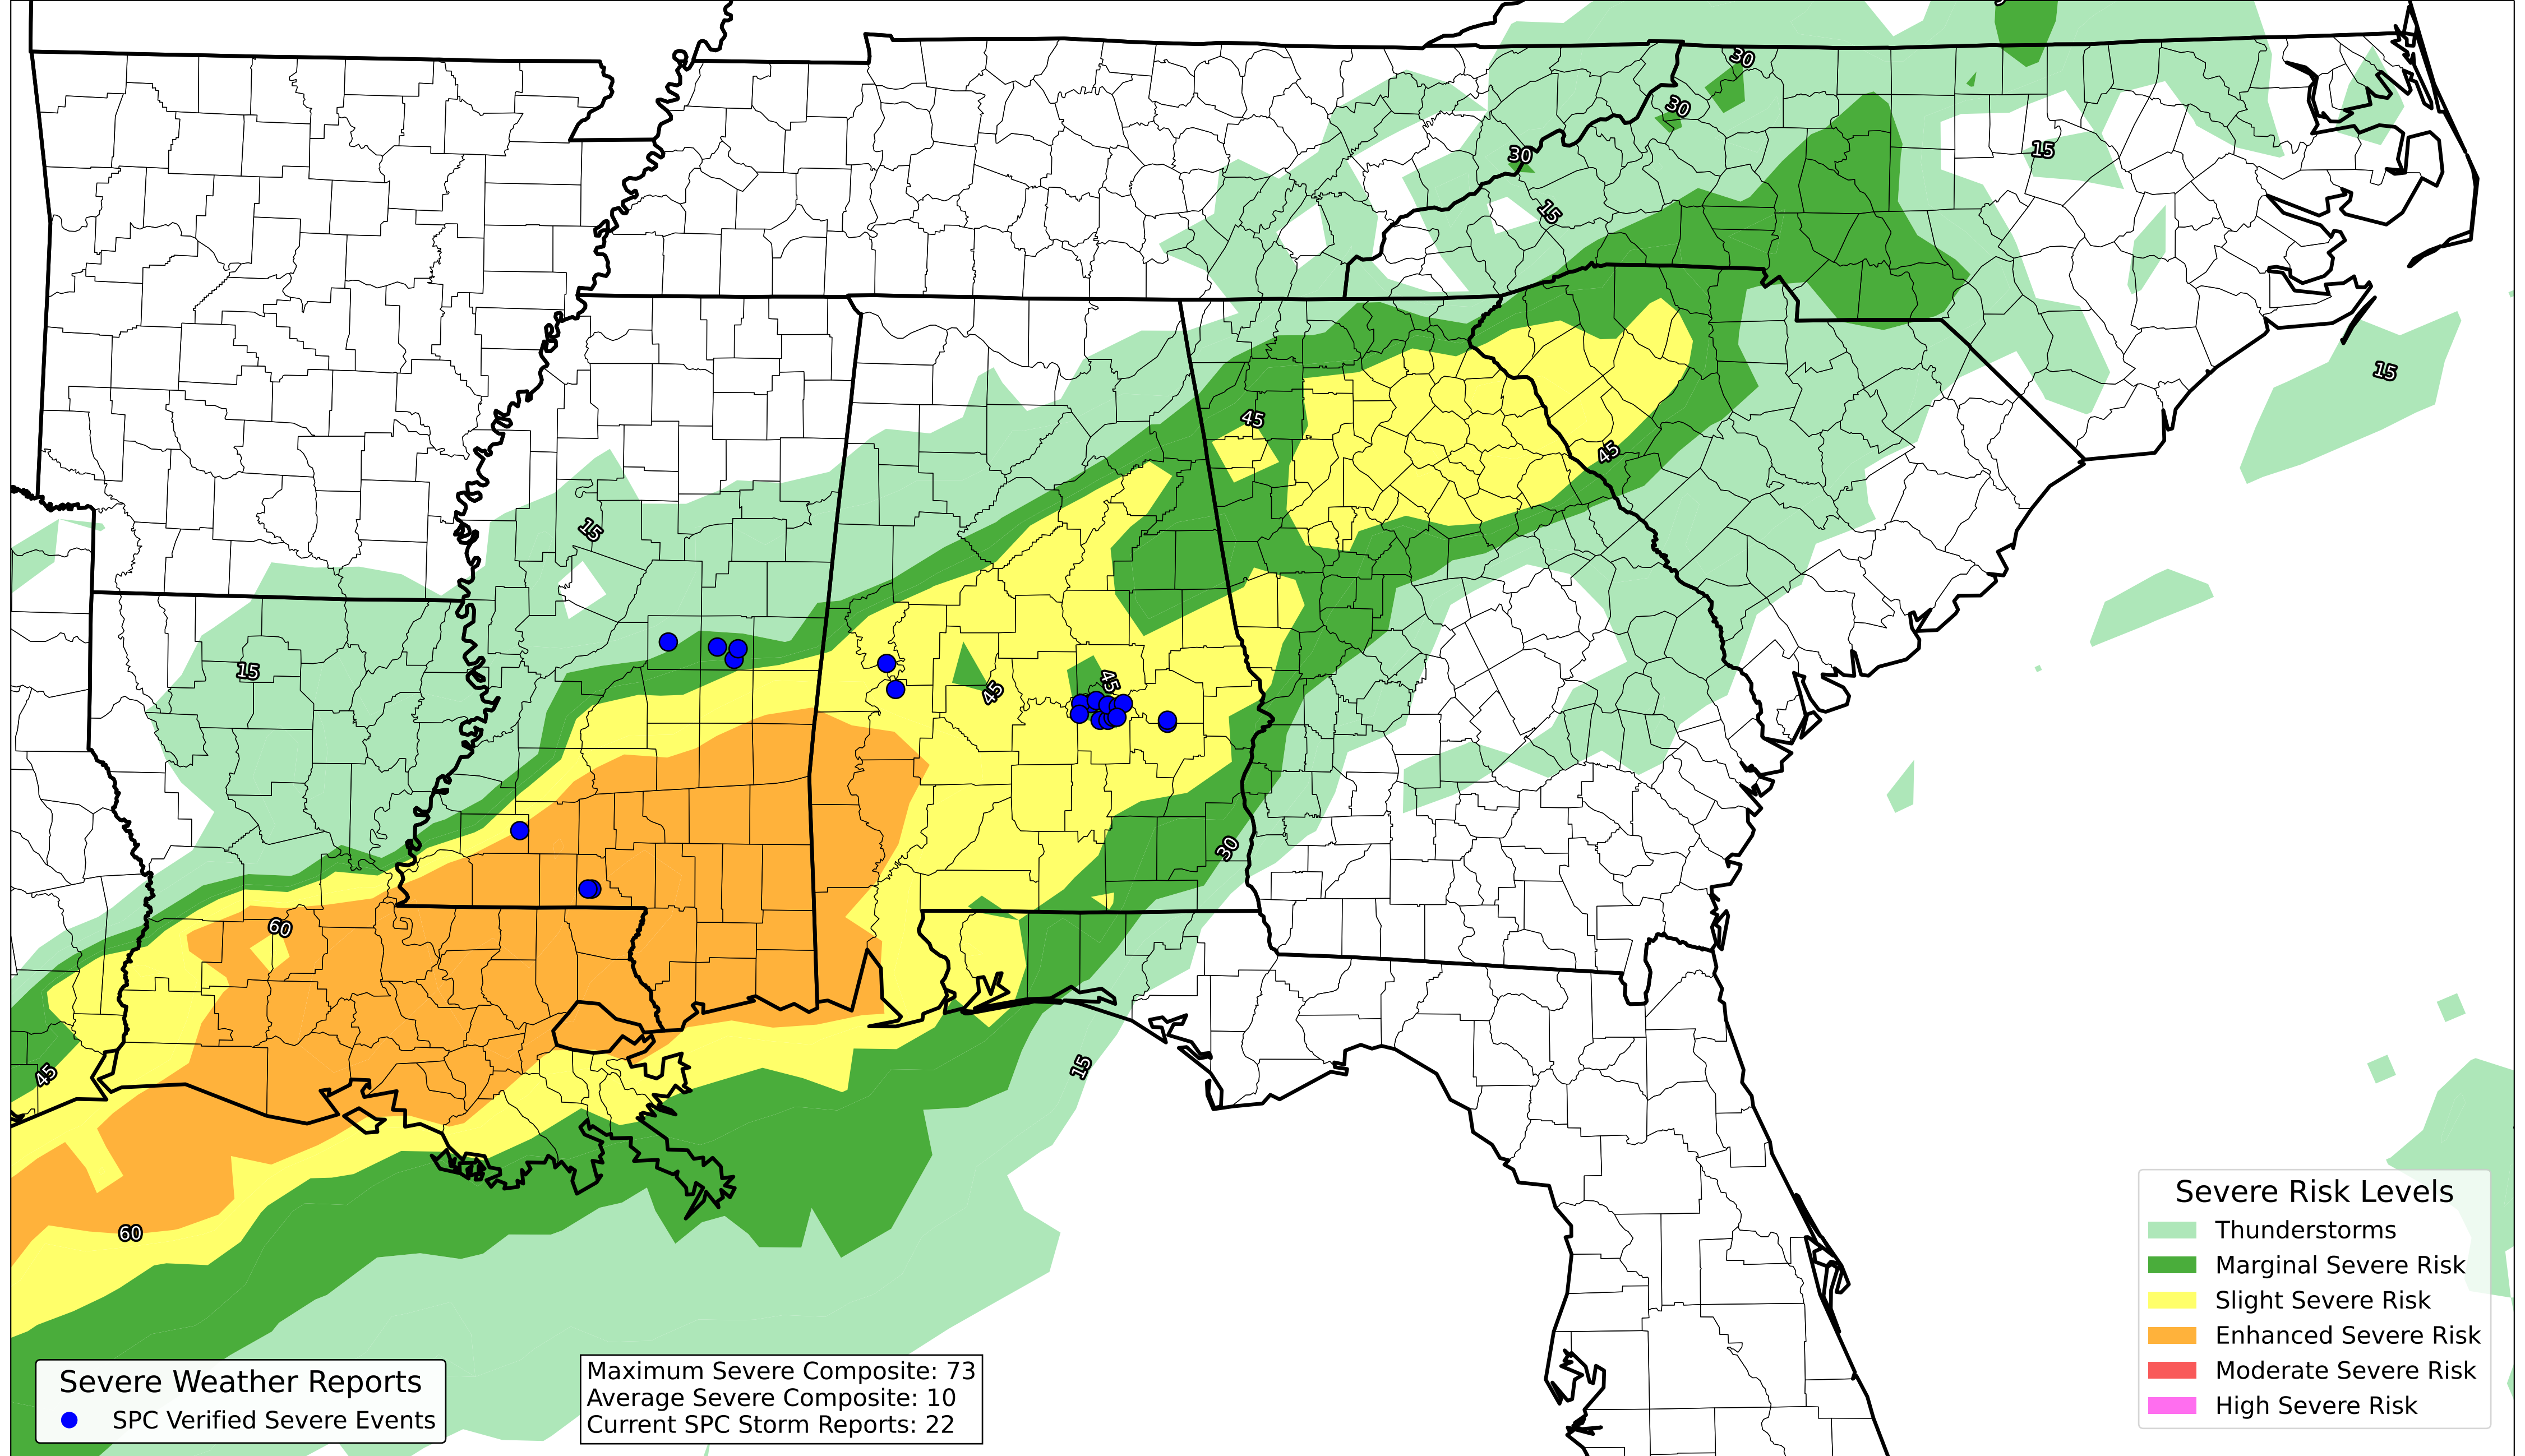 30
30
30
15
15
15
45
45
15
15
45
45
30
60
15
45
60
Severe Risk Levels
Thunderstorms
Marginal Severe Risk
Slight Severe Risk
Enhanced Severe Risk
Moderate Severe Risk
High Severe Risk
Severe Weather Reports
SPC Verified Severe Events
Maximum Severe Composite: 73
Average Severe Composite: 10
Current SPC Storm Reports: 22